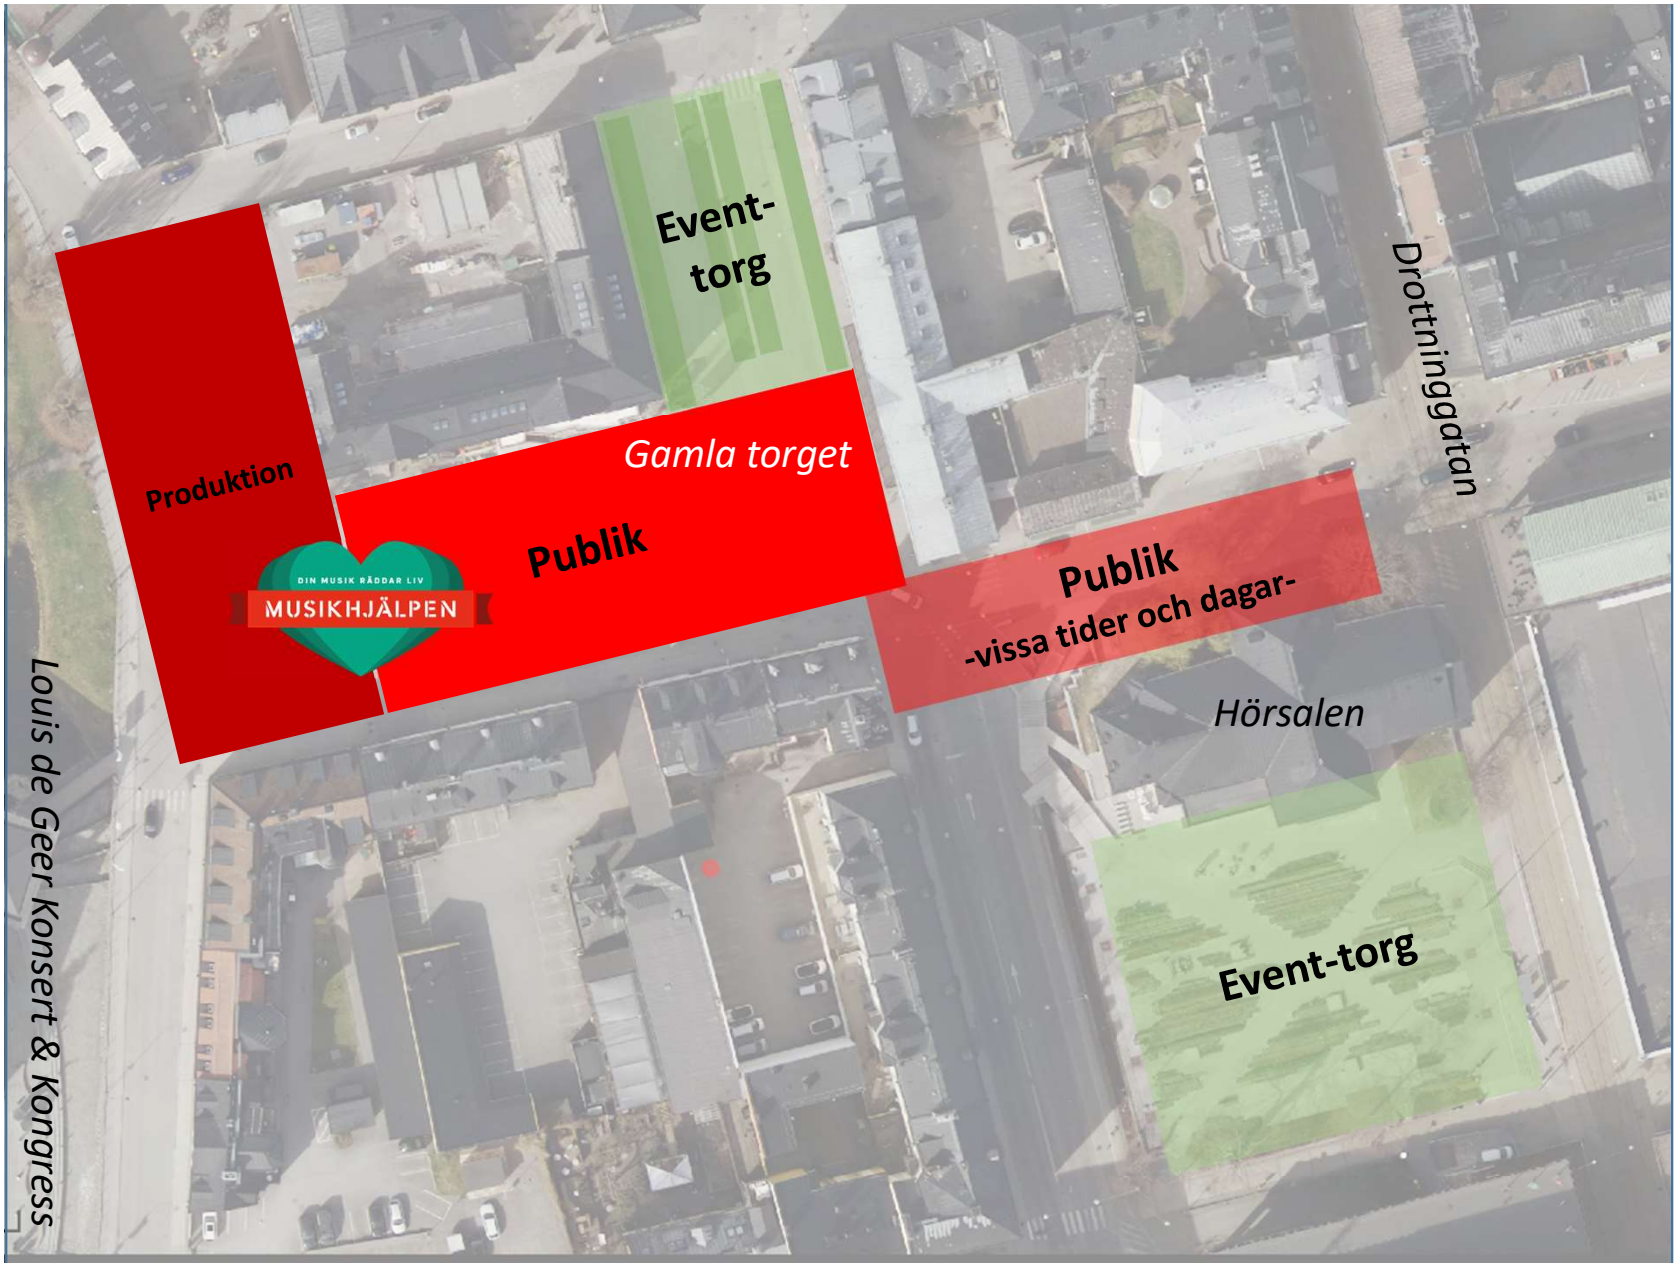 Event-
torg
Drottninggatan
Gamla torget
Produktion
Publik
Publik
-vissa tider och dagar-
DIN MUSIK RÄDDAR LIV
MUSIKHJÄLPEN
Louis de Geer Konsert & Kongress
Hörsalen
Event-torg